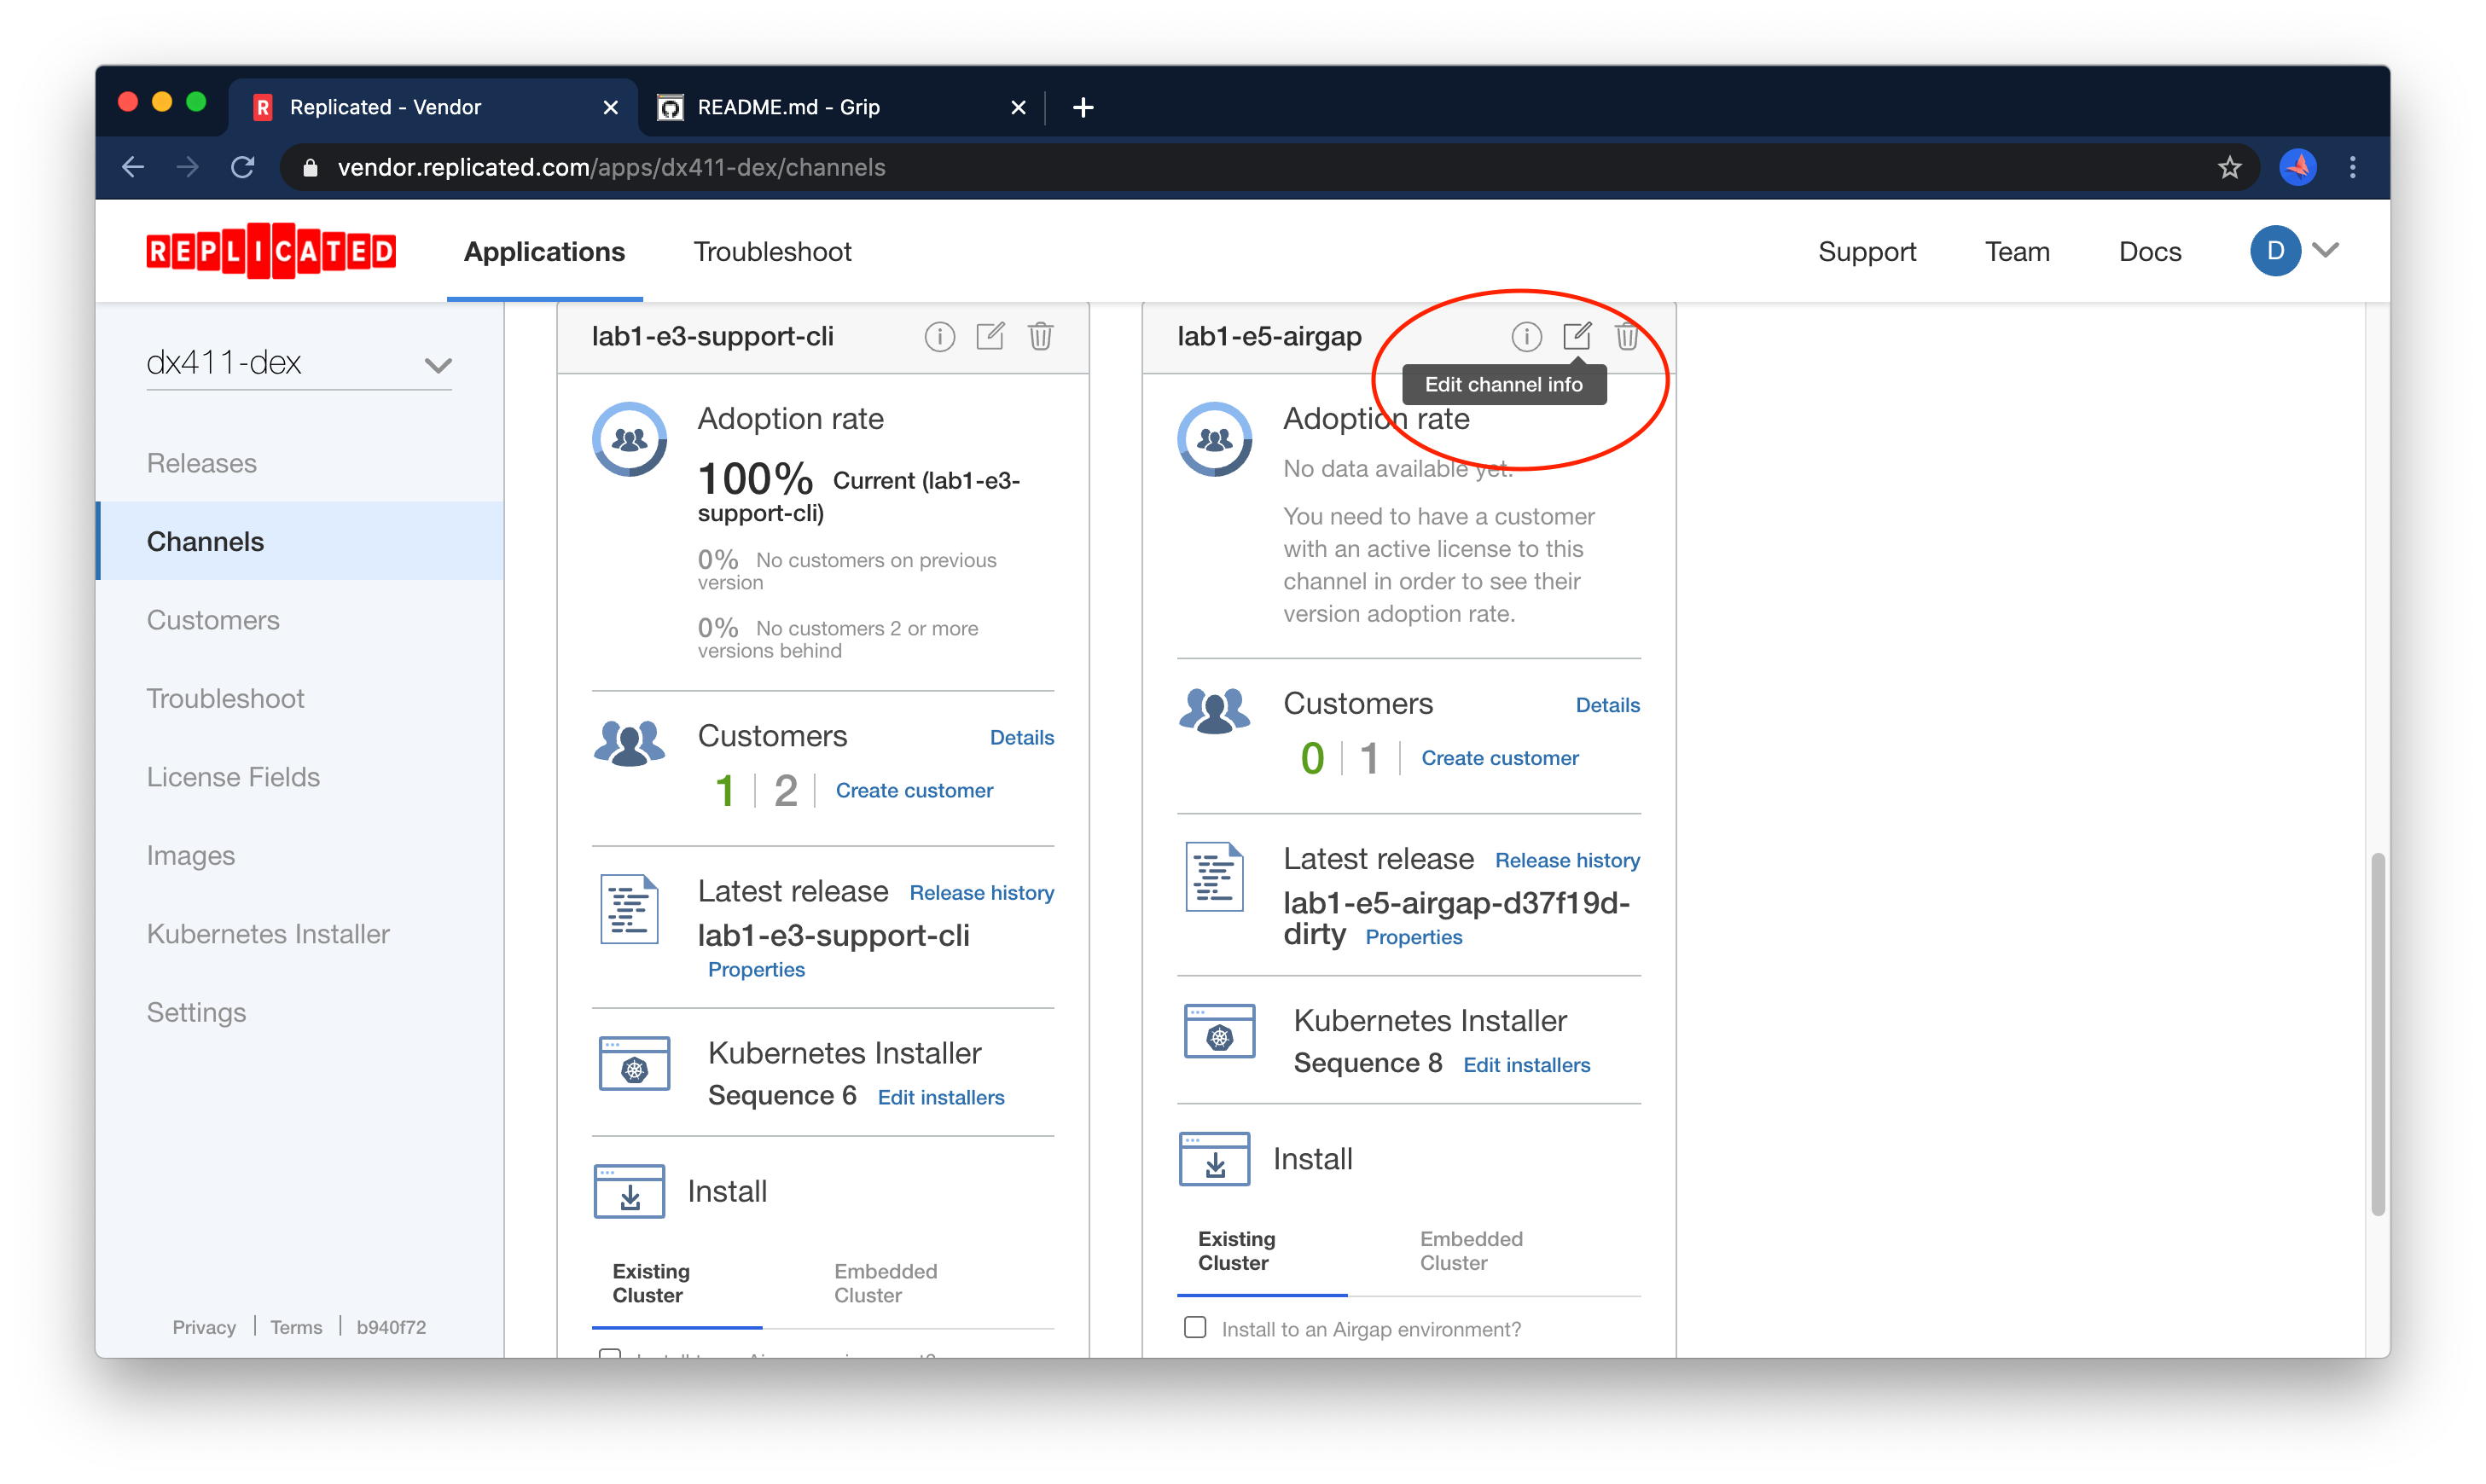 Replicated - Vendor
README.md - Grip
vendor.replicated.com/apps/dx411-dex/channels
REPLICATED
Applications
Troubleshoot
Support
Team
Docs
D
dx411-dex
Releases
Channels
Customers
Troubleshoot
License Fields
Images
Kubernetes Installer
Settings
Privacy
Terms
b940f72
lab1-e3-support-cli
Adoption rate
100% Current (lab1-e3-
support-cli)
0% No customers on previous
version
0% No customers 2 or more
versions behind
Customers
Details
1 2 Create customer
Latest release Release history
lab1-e3-support-cli
Properties
Kubernetes Installer
Sequence 6 Edit installers
Install
Existing
Cluster
Embedded
Cluster
lab1-e5-airgap
Edit channel info
Adoption rate
No data available yet.
You need to have a customer
with an active license to this
channel in order to see their
version adoption rate.
Customers
Details
0 1 Create customer
Latest release Release history
lab1-e5-airgap-d37f19d-
dirty Properties
Kubernetes Installer
Sequence 8 Edit installers
Install
Existing
Cluster
Embedded
Cluster
Install to an Airgap environment?